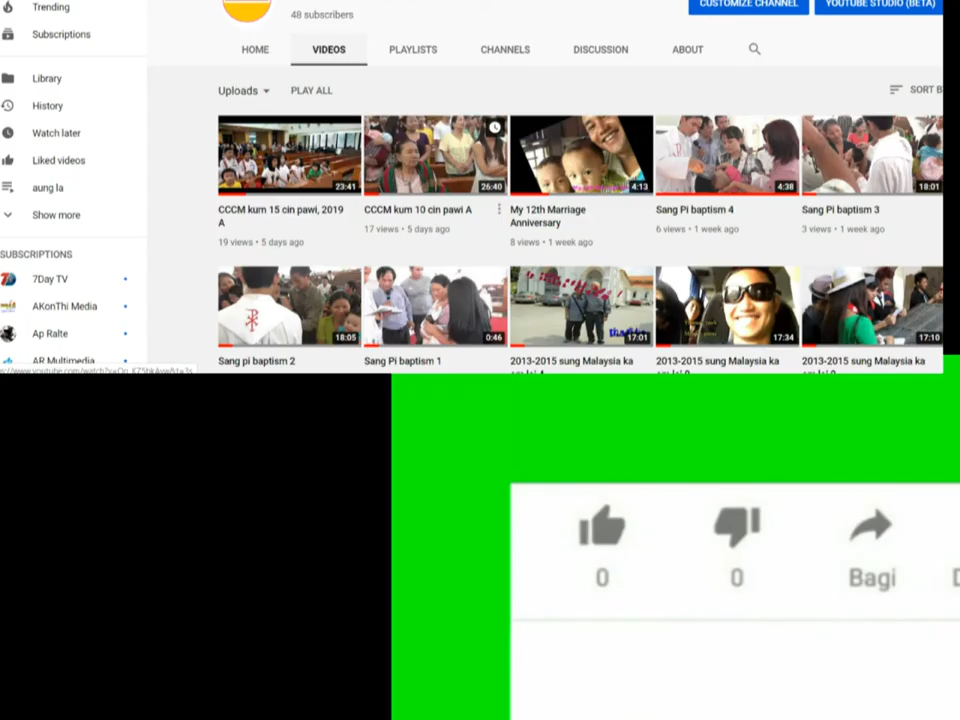 Trending
48 subscribers
CUSTOMIZE CHANNEL
YOUTUBE STUDIO (BETA)
Subscriptions
HOME
VIDEOS
PLAYLISTS
CHANNELS
DISCUSSION
ABOUT
Library
History
Watch later
Liked videos
aung la
Show more
Uploads
PLAY ALL
SORT B
23:41
26:40
4:13
4:38
18:01
CCCM kum 15 cin pawi, 2019 A
19 views • 5 days ago
CCCM kum 10 cin pawi A
17 views • 5 days ago
My 12th Marriage
Anniversary
8 views • 1 week ago
Sang Pi baptism 4
6 views • 1 week ago
Sang Pi baptism 3
3 views • 1 week ago
SUBSCRIPTIONS
7Day TV
AKonThi Media
Ap Ralte
AR Multimedia
18:05
0:46
17:01
17:34
17:10
Sang pi baptism 2
Sang Pi baptism 1
2013-2015 sung Malaysia ka
2013-2015 sung Malaysia ka
2013-2015 sung Malaysia ka
0
0
Bagi